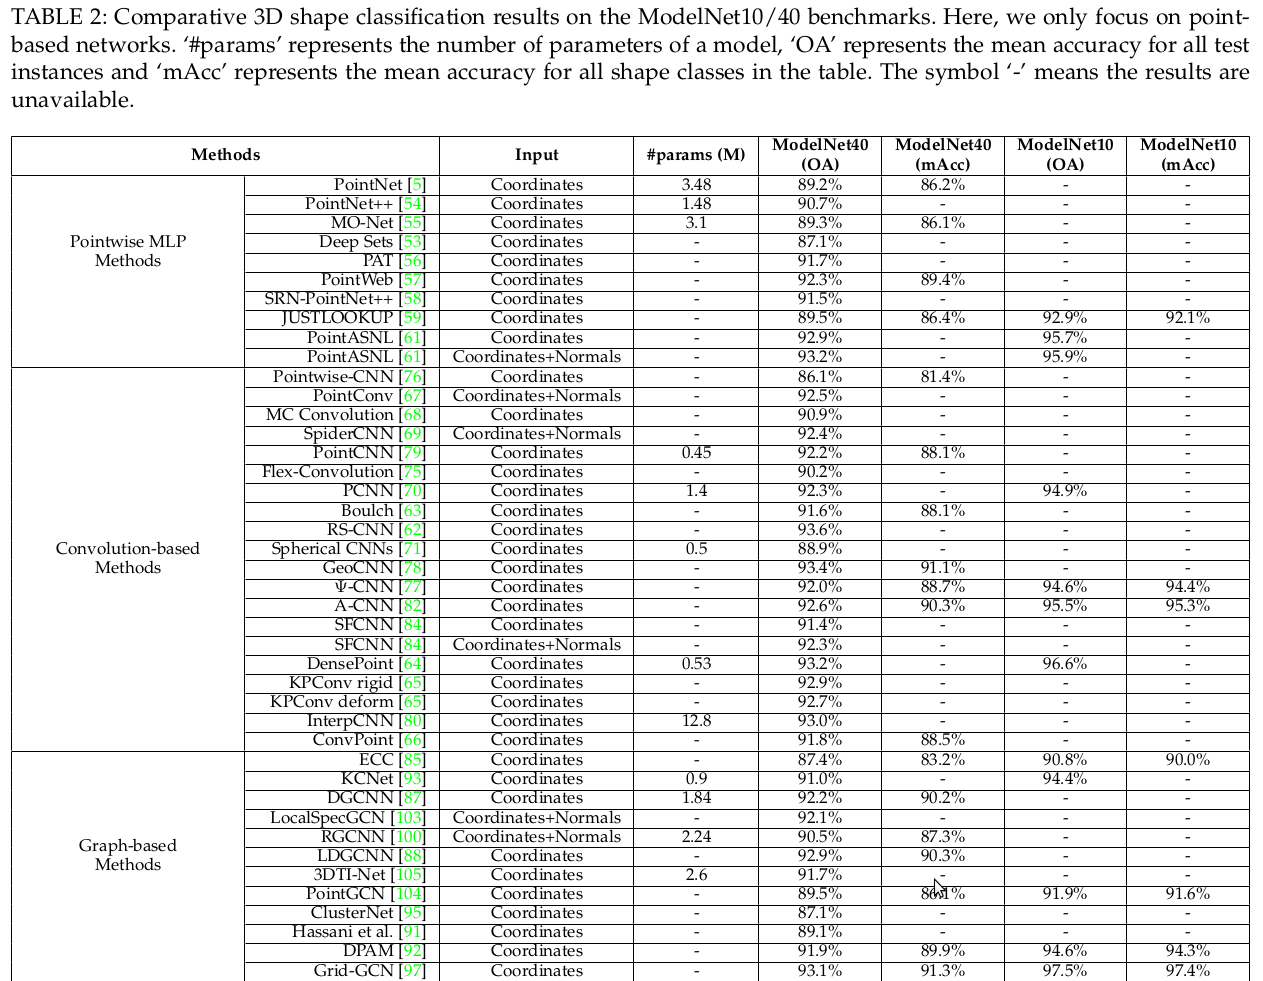 TABLE 2: Comparative 3D shape classification results on the ModelNet10/40 benchmarks. Here, we only focus on point-
based networks. ‘#params’ represents the number of parameters of a model, ‘OA’ represents the mean accuracy for all test
instances and ‘mAcc’ represents the mean accuracy for all shape classes in the table. The symbol ‘-’ means the results are
unavailable.
Methods Input #params (M) ModelNet40 (OA) ModelNet40 (mAcc) ModelNet10 (OA) ModelNet10 (mAcc)
Pointwise MLP Methods
PointNet [5] Coordinates 3.48 89.2% 86.2% - -
PointNet++ [54] Coordinates 1.48 90.7% - - -
MO-Net [55] Coordinates 3.1 89.3% 86.1% - -
Deep Sets [53] Coordinates - 87.1% - - -
PAT [56] Coordinates - 91.7% - - -
PointWeb [57] Coordinates - 92.3% 89.4% - -
SRN-PointNet++ [58] Coordinates - 91.5% - - -
JUSTLOOKUP [59] Coordinates - 89.5% 86.4% 92.9% 92.1%
PointASNL [61] Coordinates - 92.9% - 95.7% -
PointASNL [61] Coordinates+Normals - 93.2% - 95.9% -
Convolution-based Methods
Pointwise-CNN [76] Coordinates - 86.1% 81.4% - -
PointConv [67] Coordinates+Normals - 92.5% - - -
MC Convolution [68] Coordinates - 90.9% - - -
SpiderCNN [69] Coordinates+Normals - 92.4% - - -
PointCNN [79] Coordinates 0.45 92.2% 88.1% - -
Flex-Convolution [75] Coordinates - 90.2% - - -
PCNN [70] Coordinates 1.4 92.3% - 94.9% -
Boulch [63] Coordinates - 91.6% 88.1% - -
RS-CNN [62] Coordinates - 93.6% - - -
Spherical CNNs [71] Coordinates 0.5 88.9% - - -
GeoCNN [78] Coordinates - 93.4% 91.1% - -
Ψ-CNN [77] Coordinates - 92.0% 88.7% 94.6% 94.4%
A-CNN [82] Coordinates - 92.6% 90.3% 95.5% 95.3%
SFCNN [84] Coordinates - 91.4% - - -
SFCNN [84] Coordinates+Normals - 92.3% - - -
DensePoint [64] Coordinates 0.53 93.2% - 96.6% -
KPConv rigid [65] Coordinates - 92.9% - - -
KPConv deform [65] Coordinates - 92.7% - - -
InterpCNN [80] Coordinates 12.8 93.0% - - -
ConvPoint [66] Coordinates - 91.8% 88.5% - -
Graph-based Methods
ECC [85] Coordinates - 87.4% 83.2% 90.8% 90.0%
KCNet [93] Coordinates 0.9 91.0% - 94.4% -
DGCNN [87] Coordinates 1.84 92.2% 90.2% - -
LocalSpecGCN [103] Coordinates+Normals - 92.1% - - -
RGCNN [100] Coordinates+Normals 2.24 90.5% 87.3% - -
LDGCNN [88] Coordinates - 92.9% 90.3% - -
3DTI-Net [105] Coordinates 2.6 91.7% - - -
PointGCN [104] Coordinates - 89.5% 86.1% 91.9% 91.6%
ClusterNet [95] Coordinates - 87.1% - - -
Hassani et al. [91] Coordinates - 89.1% - - -
DPAM [92] Coordinates - 91.9% 89.9% 94.6% 94.3%
Grid-GCN [97] Coordinates - 93.1% 91.3% 97.5% 97.4%